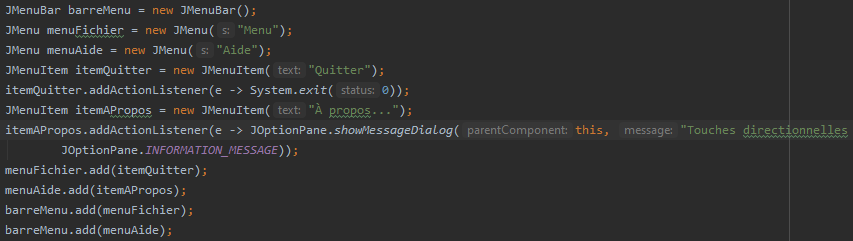 JMenuBar barreMenu = new JMenuBar();
JMenu menuFichier = new JMenu( s: "Menu");
JMenu menuAide = new JMenu( s: "Aide");
JMenuItem itemQuitter = new JMenuItem( text: "Quitter");
itemQuitter.addActionListener(e -> System.exit( status: 0));
JMenuItem itemAPropos = new JMenuItem( text: "À propos...");
itemAPropos.addActionListener(e -> JOptionPane.showMessageDialog( parentComponent: this, message: "Touches directionnelles
JOptionPane.INFORMATION_MESSAGE));
menuFichier.add(itemQuitter);
menuAide.add(itemAPropos);
barreMenu.add(menuFichier);
barreMenu.add(menuAide);